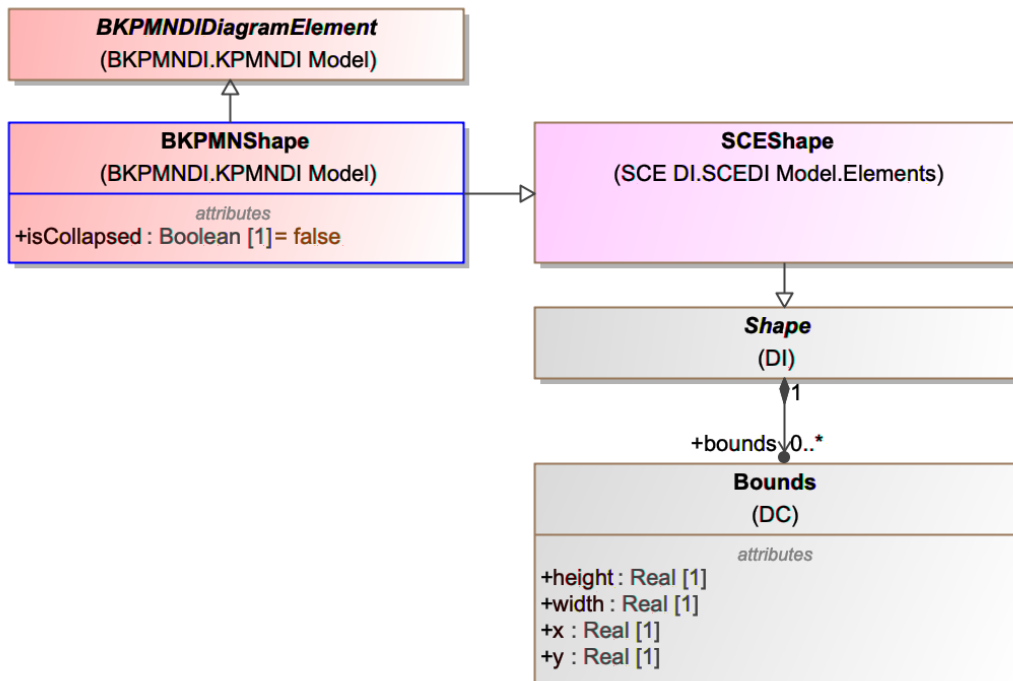 BKPMNDIDiagramElement
(BKPMNDI.KPMNDI Model)
BKPMNShape
(BKPMNDI.KPMNDI Model)
attributes
+isCollapsed : Boolean [1]= false
SCEShape
(SCE DI.SCEDI Model.Elements)
Shape
(DI)
1
+bounds 0..*
Bounds
(DC)
attributes
+height : Real [1]
+width : Real [1]
+x : Real [1]
+y : Real [1]